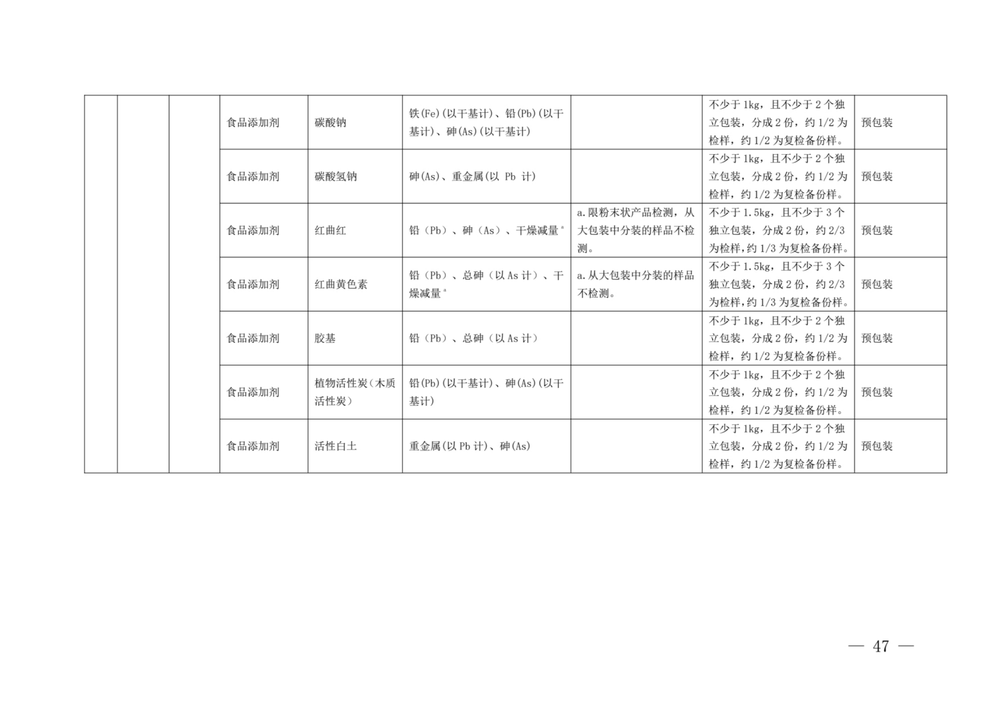 食品添加剂
碳酸钠
铁(Fe)(以干基计)、铅(Pb)(以干
基计)、砷(As)(以干基计)
不少于 1kg，且不少于 2 个独
立包装，分成 2 份，约 1/2 为
检样，约 1/2 为复检备份样。
预包装
食品添加剂
碳酸氢钠
砷(As)、重金属(以 Pb 计)
不少于 1kg，且不少于 2 个独
立包装，分成 2 份，约 1/2 为
检样，约 1/2 为复检备份样。
预包装
食品添加剂
红曲红
铅（Pb）、砷（As）、干燥减量ª
a.限粉末状产品检测，从
大包装中分装的样品不检
测。
不少于 1.5kg，且不少于 3 个
独立包装，分成 2 份，约 2/3
为检样，约 1/3 为复检备份样。
预包装
食品添加剂
红曲黄色素
铅（Pb）、总砷（以 As 计）、干
燥减量ª
a.从大包装中分装的样品
不检测。
不少于 1.5kg，且不少于 3 个
独立包装，分成 2 份，约 2/3
为检样，约 1/3 为复检备份样。
预包装
食品添加剂
胶基
铅（Pb）、总砷（以 As 计）
不少于 1kg，且不少于 2 个独
立包装，分成 2 份，约 1/2 为
检样，约 1/2 为复检备份样。
预包装
食品添加剂
植物活性炭（木质
活性炭）
铅(Pb)(以干基计)、砷(As)(以干
基计)
不少于 1kg，且不少于 2 个独
立包装，分成 2 份，约 1/2 为
检样，约 1/2 为复检备份样。
预包装
食品添加剂
活性白土
重金属(以 Pb 计)、砷(As)
不少于 1kg，且不少于 2 个独
立包装，分成 2 份，约 1/2 为
检样，约 1/2 为复检备份样。
预包装
— 47 —